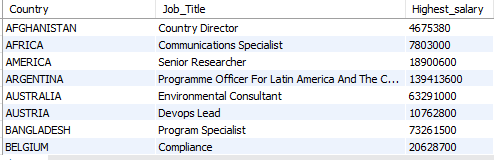 Country Job_Title Highest_salary
AFGHANISTAN Country Director 4675380
AFRICA Communications Specialist 7803000
AMERICA Senior Researcher 18900600
ARGENTINA Programme Officer For Latin America And The C... 139413600
AUSTRALIA Environmental Consultant 63291000
AUSTRIA Devops Lead 10762800
BANGLADESH Program Specialist 73261500
BELGIUM Compliance 20628700